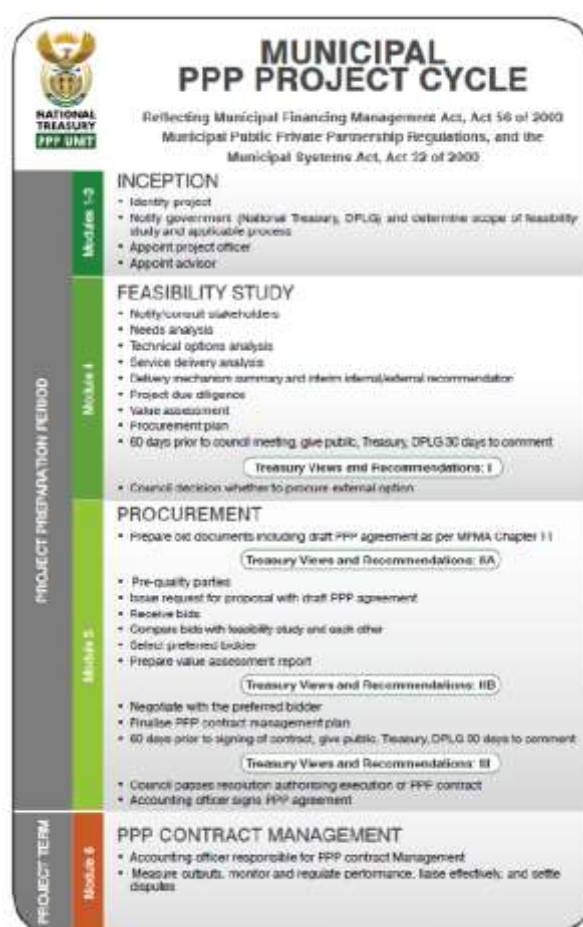 NATIONAL
TREASURY
PPP UNIT
MUNICIPAL
PPP PROJECT CYCLE
Reflecting Municipal Financing Management Act, Act 56 of 2003
Municipal Public Private Partnership Regulations, and the
Municipal Systems Act, Act 32 of 2000
PROJECT PREPARATION PERIOD
Modules 1-3
INCEPTION
• Identify project
• Notify government (National Treasury, DPLG) and determine scope of feasibility
study and applicable process
• Appoint project officer
• Appoint advisor
Module 4
FEASIBILITY STUDY
• Notify/consult stakeholders
• Needs analysis
• Technical options analysis
• Service delivery analysis
• Delivery mechanism summary and interim internal/external recommendation
• Project due diligence
• Value assessment
• Procurement plan
• 60 days prior to council meeting, give public, Treasury, DPLG 30 days to comment
Treasury Views and Recommendations: I
• Council decision whether to procure external option
Module 5
PROCUREMENT
• Prepare bid documents including draft PPP agreement as per MFMA Chapter 11
Treasury Views and Recommendations: IIA
• Pre-quality parties
• Issue request for proposal with draft PPP agreement
• Receive bids
• Compare bids with feasibility study and each other
• Select preferred bidder
• Prepare value assessment report
Treasury Views and Recommendations: IIB
• Negotiate with the preferred bidder
• Finalise PPP contract management plan
• 60 days prior to signing of contract, give public, Treasury, DPLG days to comment
Treasury Views and Recommendations: III
• Council passes resolution authorising execution of PPP contract
• Accounting officer signs PPP agreement
PROJECT TERM
Module 6
PPP CONTRACT MANAGEMENT
• Accounting officer responsible for PPP contract Management
• Measure outputs, monitor and regulate performance, liaise effectively, and settle
disputes